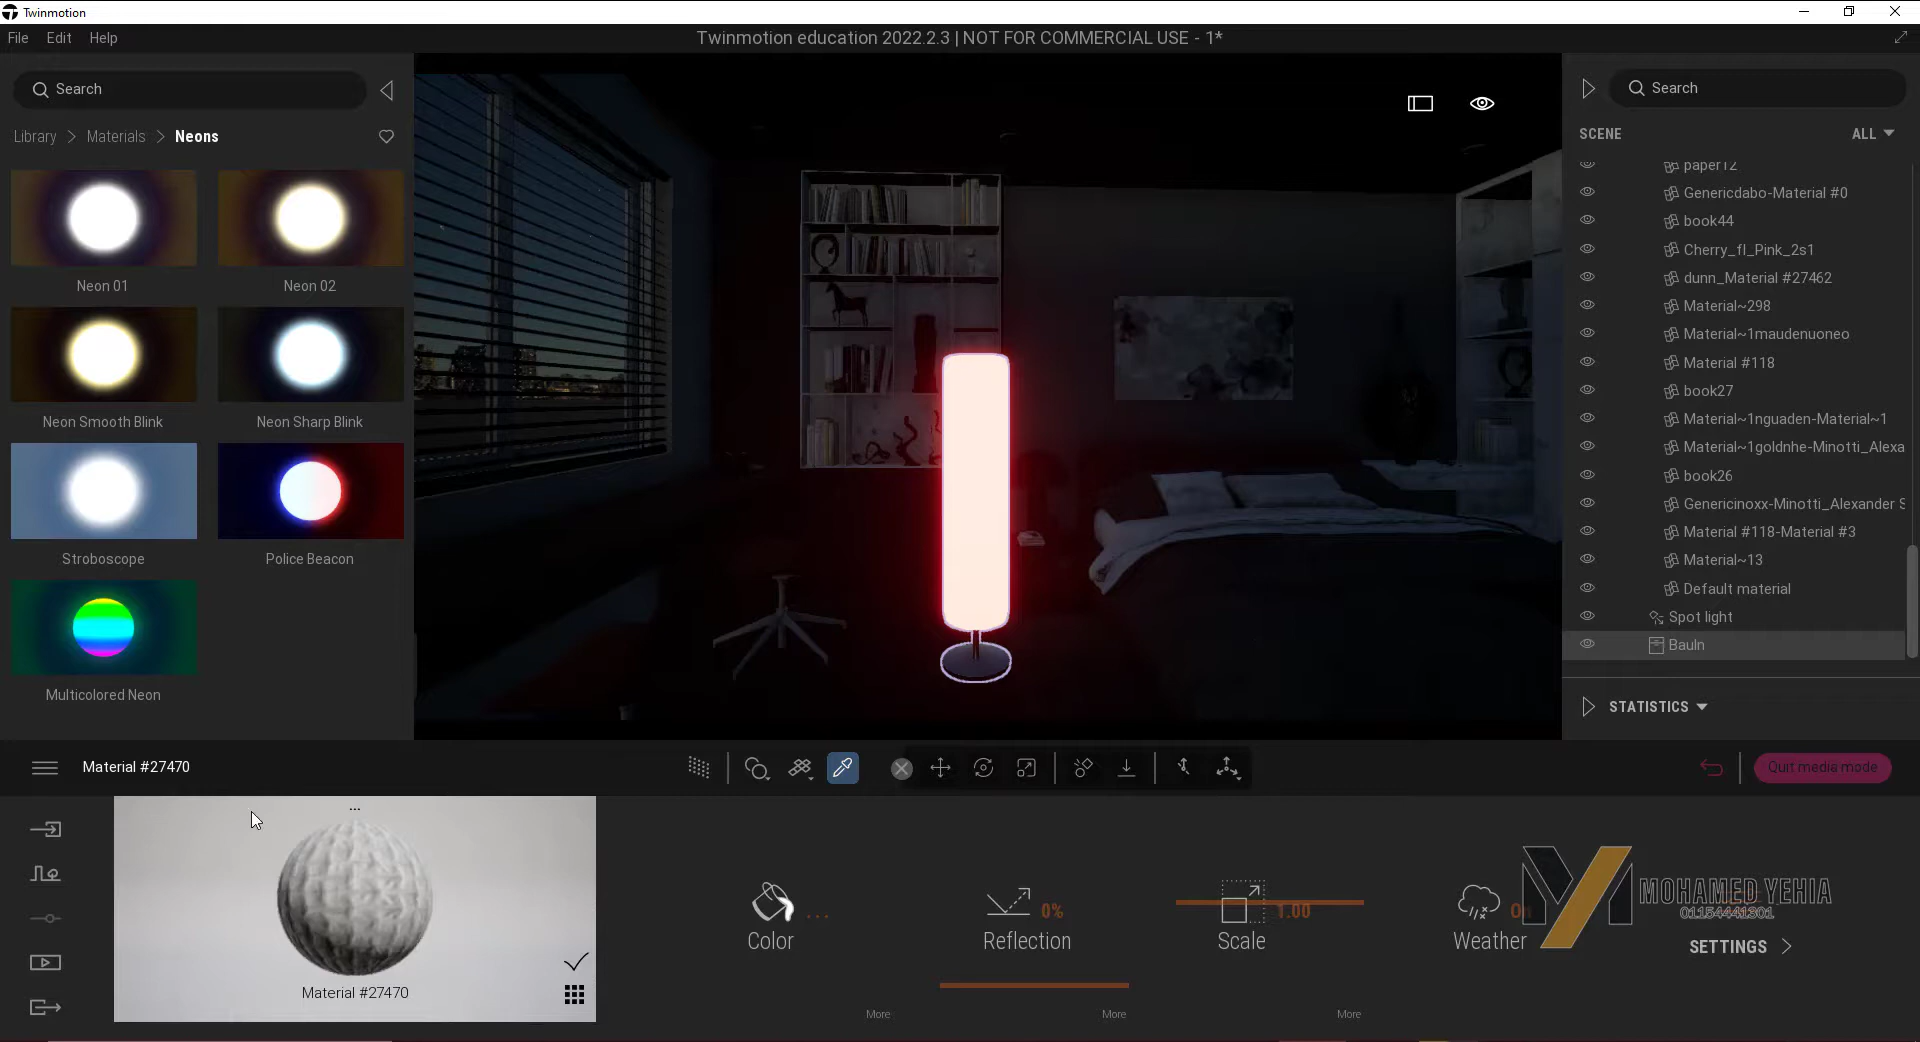 Twinmotion
File Edit Help
Twinmotion education 2022.2.3 | NOT FOR COMMERCIAL USE - 1*
Search
Library > Materials > Neons
Neon 01
Neon 02
Neon Smooth Blink
Neon Sharp Blink
Stroboscope
Police Beacon
Multicolored Neon
Search
SCENE
ALL
paper12
Genericdabo-Material #0
book44
Cherry_fl_Pink_2s1
dunn_Material #27462
Material~298
Material~1maudenuoneo
Material #118
book27
Material~1nguaden-Material~1
Material~1goldnhe-Minotti_Alexa
book26
Genericinoxx-Minotti_Alexander S
Material #118-Material #3
Material~13
Default material
Spot light
STATISTICS
Material #27470
Quit media mode
...
Material #27470
Color
...
More
Reflection
0%
More
Scale
1.00
More
Weather
MOHAMED YEHIA
01154441301
SETTINGS >